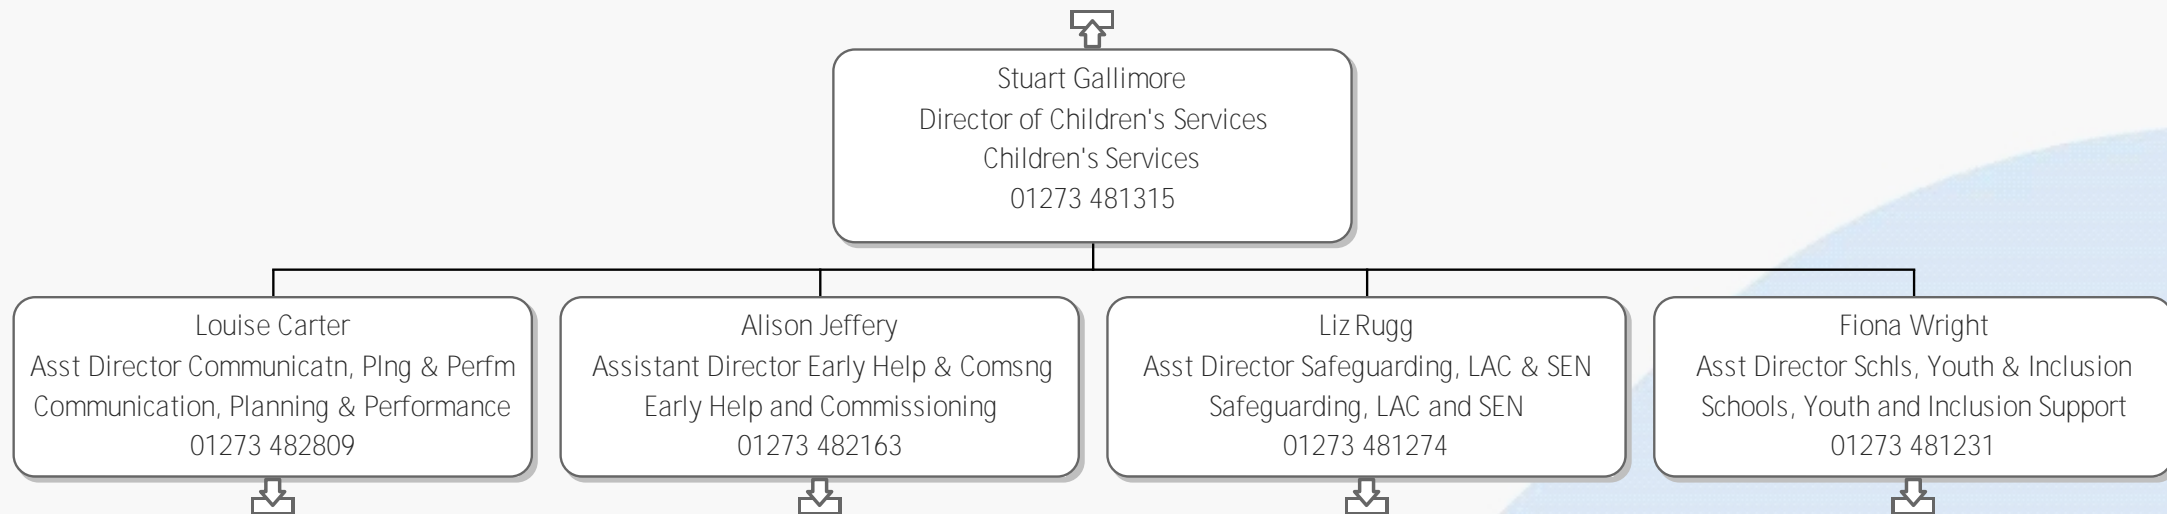 Stuart Gallimore
Director of Children's Services
Children's Services
01273 481315
Louise Carter
Asst Director Communicatn, Plng & Perfm
Communication, Planning & Performance
01273 482809
Alison Jeffery
Assistant Director Early Help & Comsng
Early Help and Commissioning
01273 482163
Liz Rugg
Asst Director Safeguarding, LAC & SEN
Safeguarding, LAC and SEN
01273 481274
Fiona Wright
Asst Director Schls, Youth & Inclusion
Schools, Youth and Inclusion Support
01273 481231